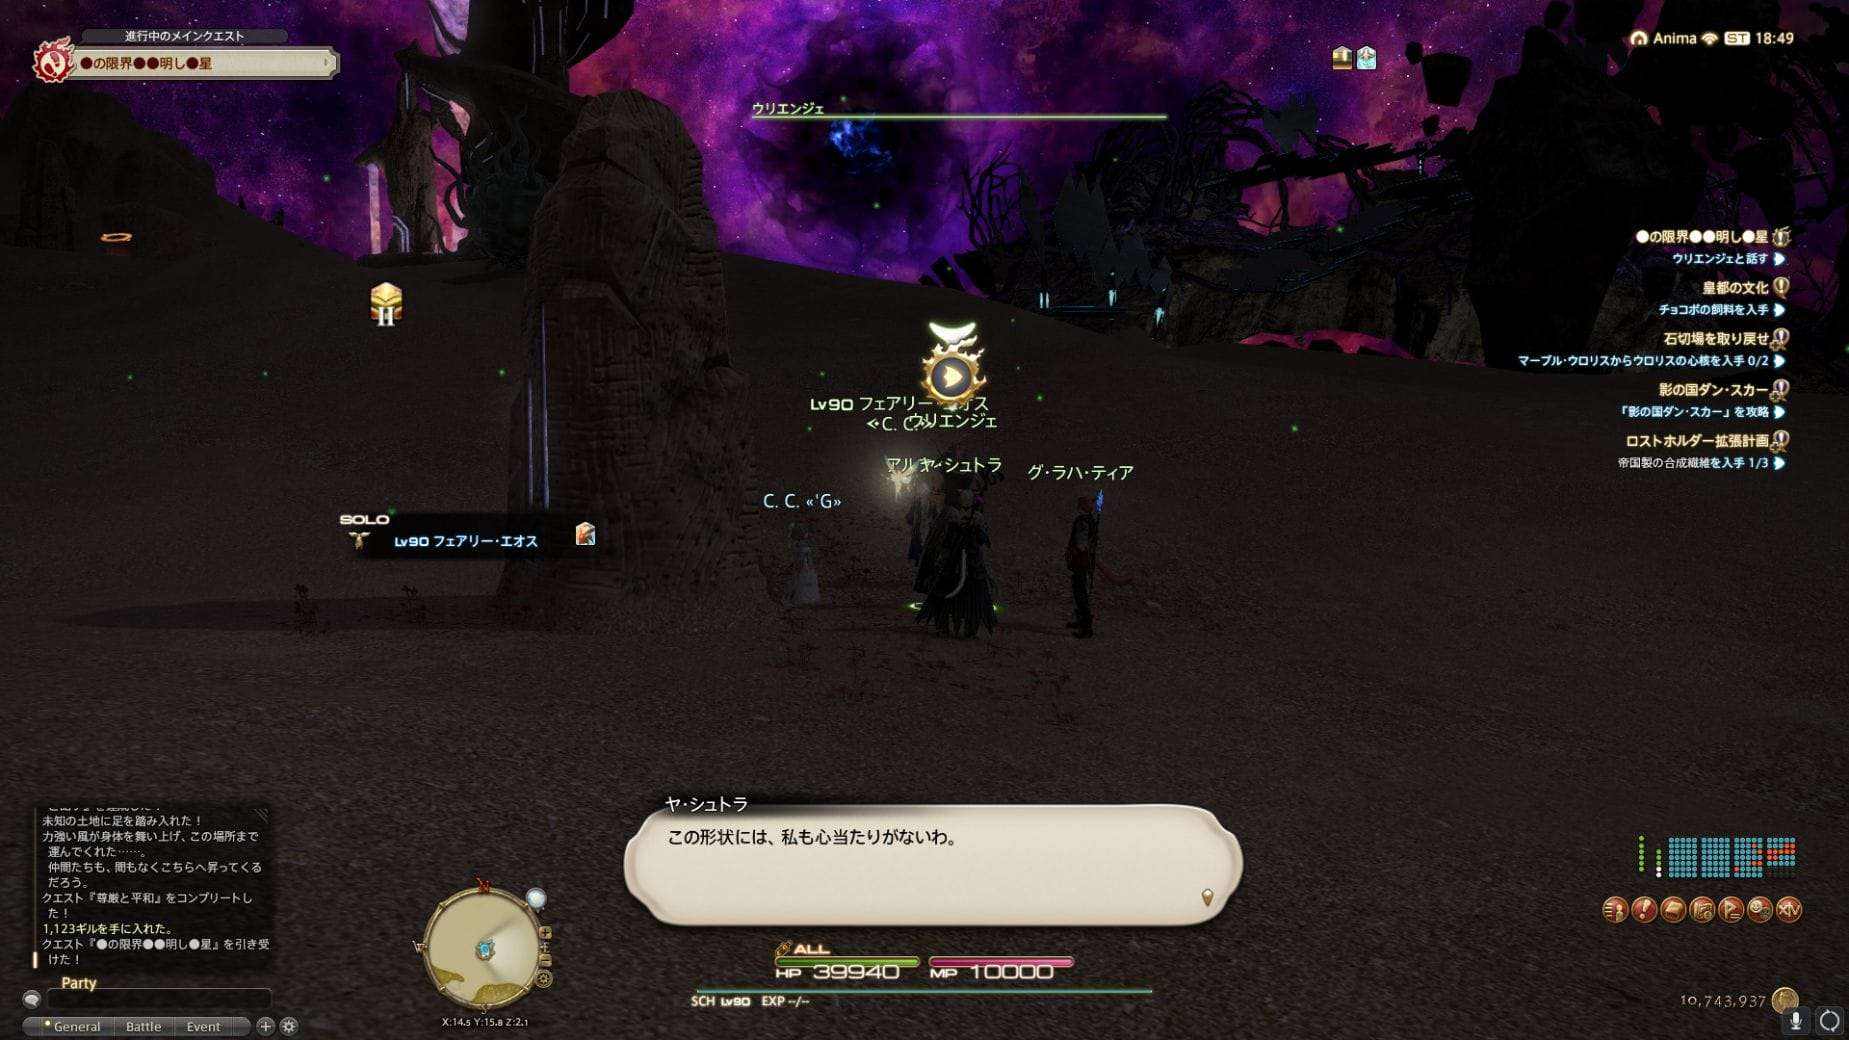 進行中のメインクエスト
●の限界●●明し●星
Anima ST 18:49
ウリエンジェ
●の限界●●明し●星
ウリエンジェと話す
皇都の文化
チョコボの飼料を入手
石切場を取り戻せ
マーブル・ウロリスからウロリスの心核を入手 0/2
影の国ダン・スカー
『影の国ダン・スカー』を攻略
ロストホルダー拡張計画
帝国製の合成繊維を入手 1/3
H
Lv90 フェアリー・エオス
ウリエンジェ
ヤ・シュトラ
グ・ラハ・ティア
C. C. «'G»
SOLO
Lv90 フェアリー・エオス
ヤ・シュトラ
この形状には、私も心当たりがないわ。
未知の土地に足を踏み入れた！
力強い風が身体を舞い上げ、この場所まで
運んでくれた……。
仲間たちも、間もなくこちらへ昇ってくる
だろう。
クエスト『尊厳と平和』をコンプリートし
た！
1,123ギルを手に入れた。
クエスト『●の限界●●明し●星』を引き受
けた！
Party
General Battle Event
N
X:14.5 Y:15.8 Z:2.1
ALL
HP 39940 MP 10000
SCH Lv90 EXP --/--
XIV
10,743,937